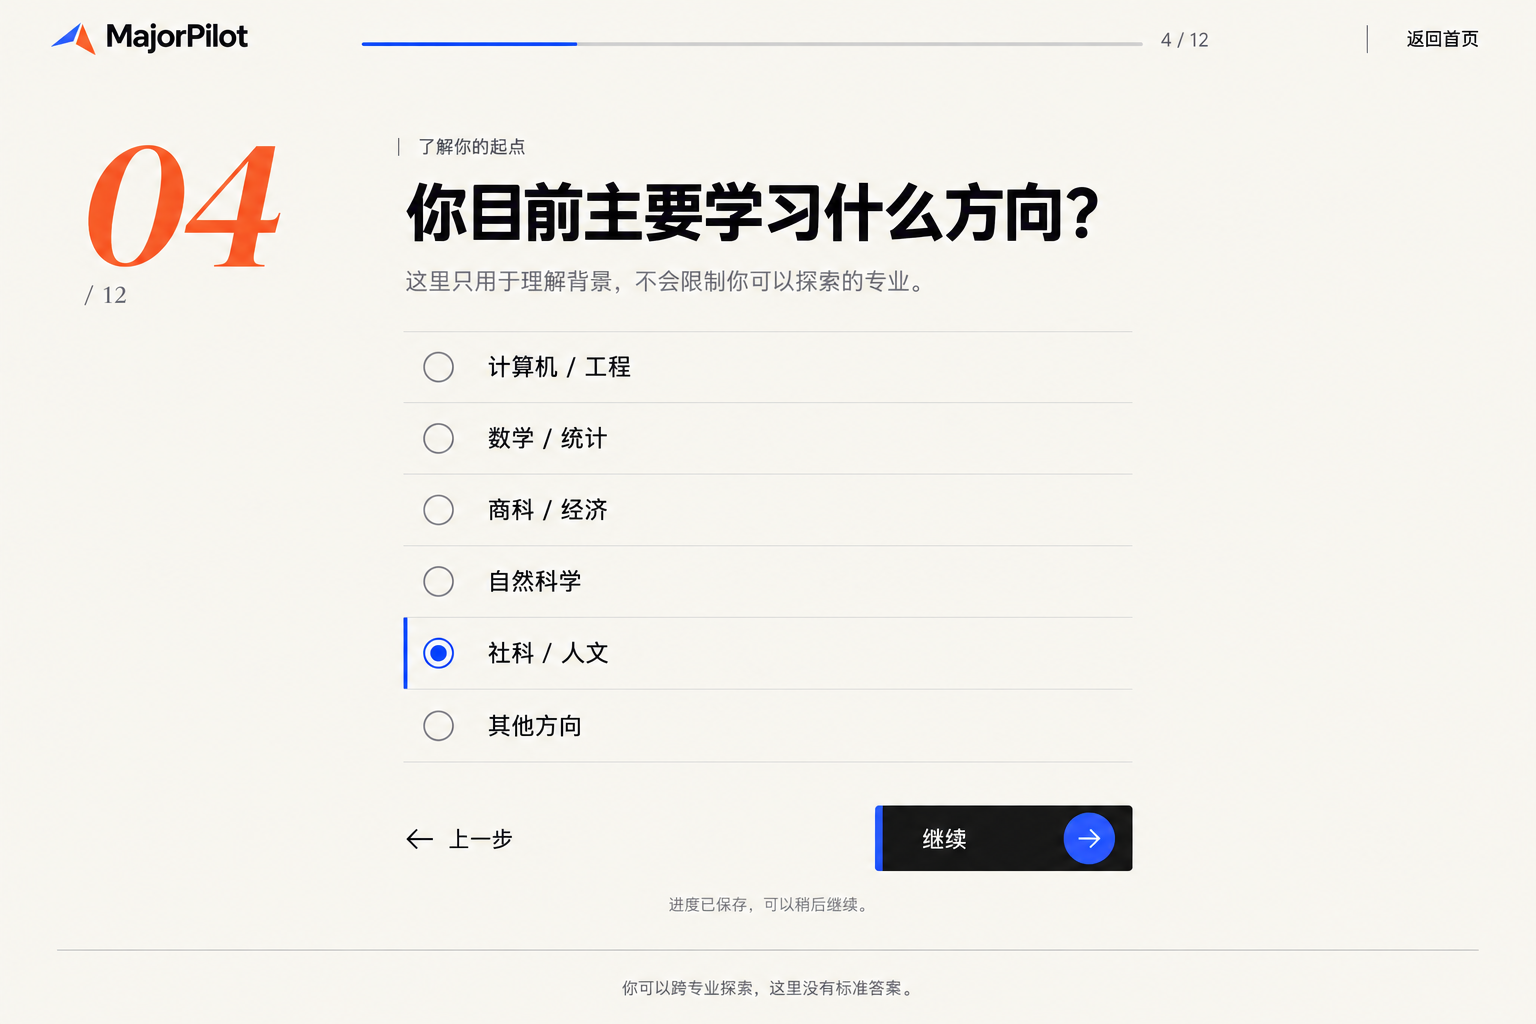 MajorPilot
4 / 12
返回首页
04
/ 12
了解你的起点
你目前主要学习什么方向？
这里只用于理解背景，不会限制你可以探索的专业。
计算机 / 工程
数学 / 统计
商科 / 经济
自然科学
社科 / 人文
其他方向
← 上一步
继续 →
进度已保存，可以稍后继续。
你可以跨专业探索，这里没有标准答案。